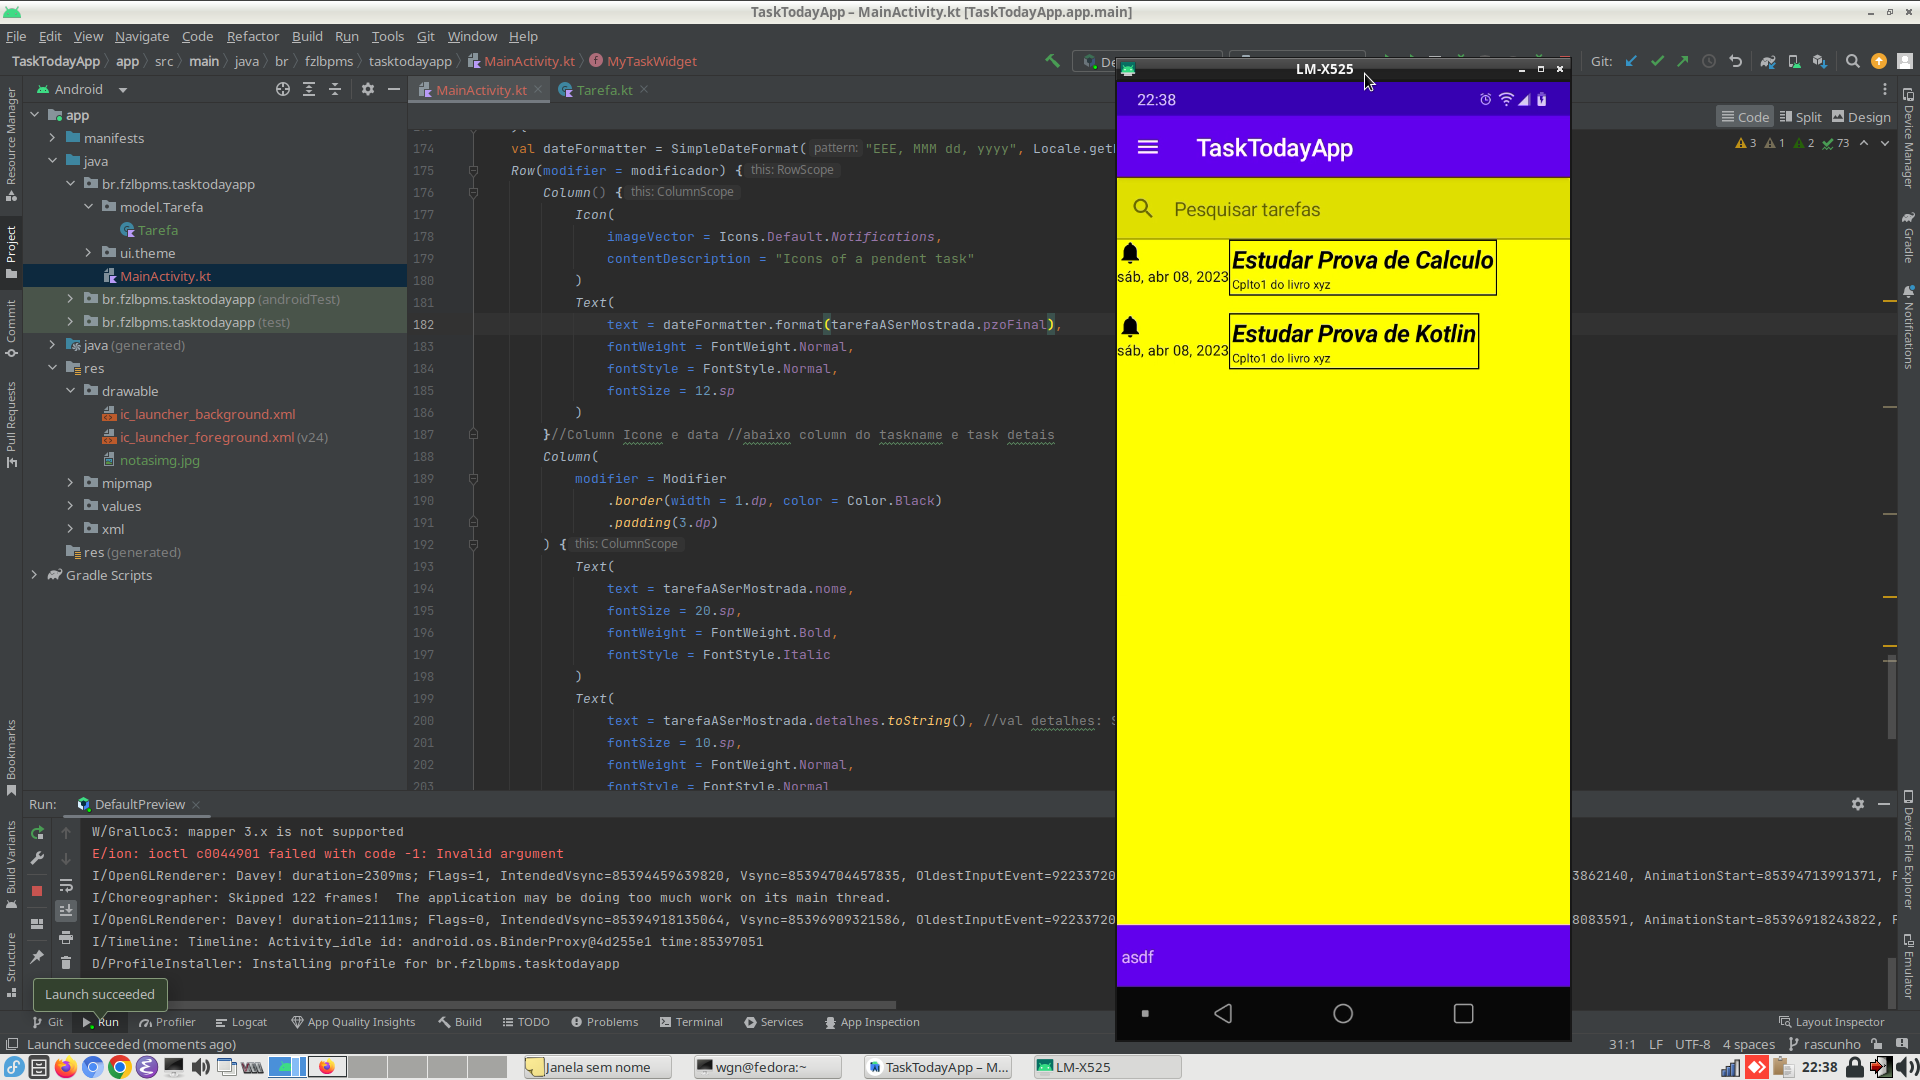 TaskTodayApp – MainActivity.kt [TaskTodayApp.app.main]
File Edit View Navigate Code Refactor Build Run Tools Git Window Help
TaskTodayApp app src main java br fzlbpms tasktodayapp MainActivity.kt MyTaskWidget
De
Git:
Android
MainActivity.kt
Tarefa.kt
Code Split Design
3 1 2 73
Resource Manager
Project
Commit
Pull Requests
Bookmarks
Build Variants
Structure
app
manifests
java
br.fzlbpms.tasktodayapp
model.Tarefa
Tarefa
ui.theme
MainActivity.kt
br.fzlbpms.tasktodayapp (androidTest)
br.fzlbpms.tasktodayapp (test)
java (generated)
res
drawable
ic_launcher_background.xml
ic_launcher_foreground.xml (v24)
notasimg.jpg
mipmap
values
xml
res (generated)
Gradle Scripts
174 val dateFormatter = SimpleDateFormat( pattern: "EEE, MMM dd, yyyy", Locale.get
175 Row(modifier = modificador) { this: RowScope
176 Column() { this: ColumnScope
177 Icon(
178 imageVector = Icons.Default.Notifications,
179 contentDescription = "Icons of a pendent task"
180 )
181 Text(
182 text = dateFormatter.format(tarefaASerMostrada.pzoFinal),
183 fontWeight = FontWeight.Normal,
184 fontStyle = FontStyle.Normal,
185 fontSize = 12.sp
186 )
187 }//Column Icone e data //abaixo column do taskname e task detais
188 Column(
189 modifier = Modifier
190 .border(width = 1.dp, color = Color.Black)
191 .padding(3.dp)
192 ) { this: ColumnScope
193 Text(
194 text = tarefaASerMostrada.nome,
195 fontSize = 20.sp,
196 fontWeight = FontWeight.Bold,
197 fontStyle = FontStyle.Italic
198 )
199 Text(
200 text = tarefaASerMostrada.detalhes.toString(), //val detalhes:
201 fontSize = 10.sp,
202 fontWeight = FontWeight.Normal,
203 fontStyle = FontStyle.Normal
LM-X525
22:38
TaskTodayApp
Pesquisar tarefas
Estudar Prova de Calculo
sáb, abr 08, 2023
Cplto1 do livro xyz
Estudar Prova de Kotlin
sáb, abr 08, 2023
Cplto1 do livro xyz
asdf
Device Manager
Gradle
Notifications
Device File Explorer
Emulator
Run: DefaultPreview
W/Gralloc3: mapper 3.x is not supported
E/ion: ioctl c0044901 failed with code -1: Invalid argument
I/OpenGLRenderer: Davey! duration=2309ms; Flags=1, IntendedVsync=85394459639820, Vsync=85394704457835, OldestInputEvent=92233720 3862140, AnimationStart=85394713991371,
I/Choreographer: Skipped 122 frames! The application may be doing too much work on its main thread.
I/OpenGLRenderer: Davey! duration=2111ms; Flags=0, IntendedVsync=85394918135064, Vsync=85396909321586, OldestInputEvent=92233720 8083591, AnimationStart=85396918243822,
I/Timeline: Timeline: Activity_idle id: android.os.BinderProxy@4d255e1 time:85397051
D/ProfileInstaller: Installing profile for br.fzlbpms.tasktodayapp
Launch succeeded
Git Run Profiler Logcat App Quality Insights Build TODO Problems Terminal Services App Inspection Layout Inspector
Launch succeeded (moments ago) 31:1 LF UTF-8 4 spaces rascunho
Janela sem nome wgn@fedora:~ TaskTodayApp – M... LM-X525 22:38